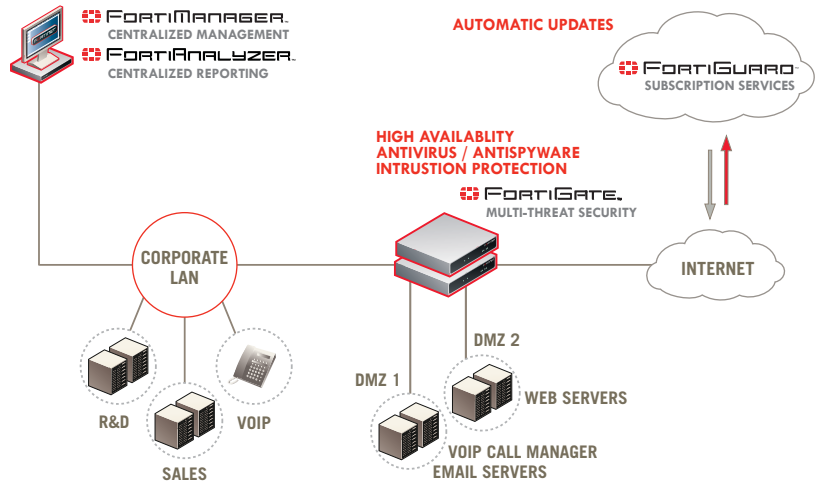 FORTIMANAGER
CENTRALIZED MANAGEMENT
FORTIANALYZER
CENTRALIZED REPORTING
AUTOMATIC UPDATES
FORTIGUARD
SUBSCRIPTION SERVICES
HIGH AVAILABLITY
ANTIVIRUS / ANTISPYWARE
INTRUSTION PROTECTION
FORTIGATE
MULTI-THREAT SECURITY
CORPORATE
LAN
INTERNET
R&D
SALES
VOIP
DMZ 1
DMZ 2
WEB SERVERS
VOIP CALL MANAGER
EMAIL SERVERS